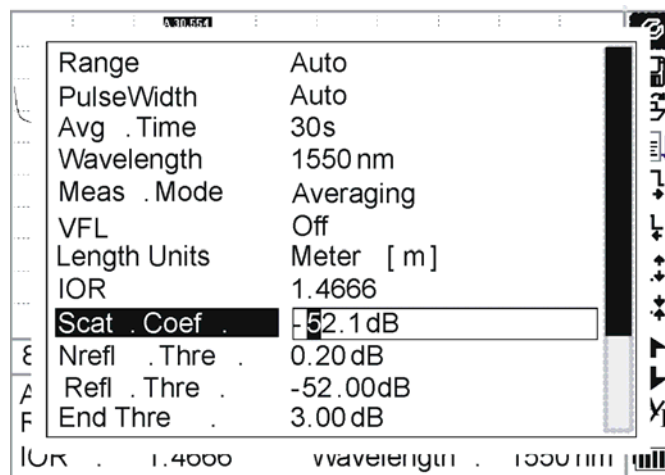 A 30.554
Range Auto
PulseWidth Auto
Avg . Time 30s
Wavelength 1550 nm
Meas . Mode Averaging
VFL Off
Length Units Meter [ m ]
IOR 1.4666
Scat . Coef . - 52.1 dB
Nrefl . Thre . 0.20 dB
Refl . Thre . -52.00dB
End Thre . 3.00 dB
A
IOR . 1.4666 Wavelength . 1550 nm